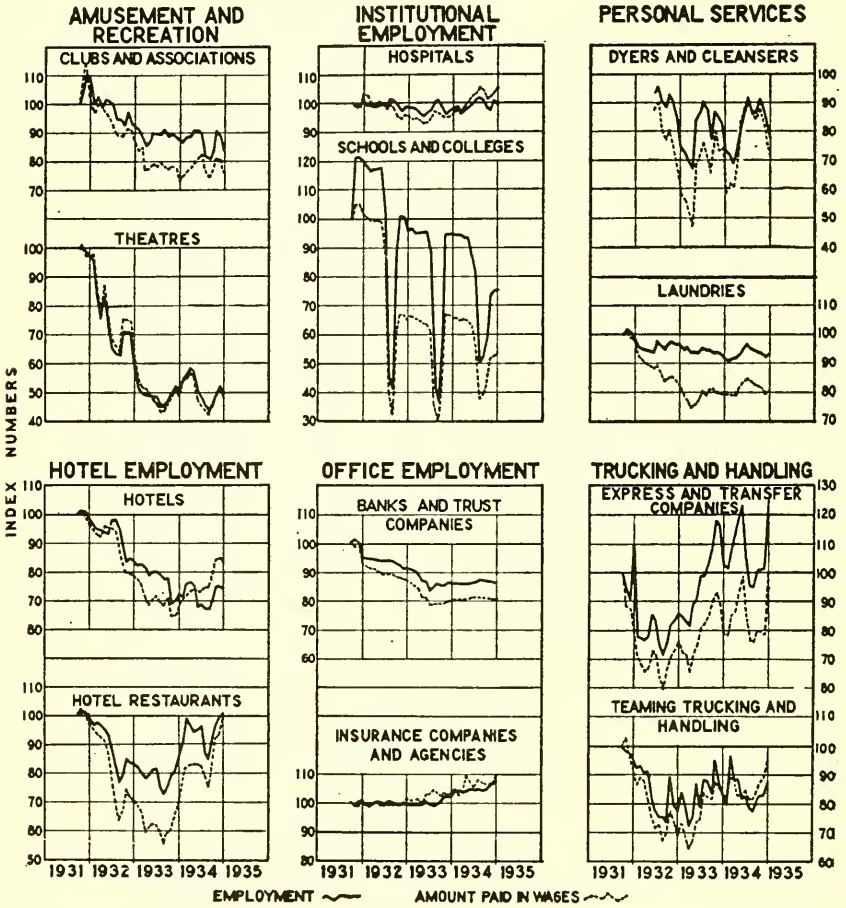 AMUSEMENT AND
RECREATION
CLUBS AND ASSOCIATIONS
110
100
90
80
70
THEATRES
100
90
80
70
60
50
40
INSTITUTIONAL
EMPLOYMENT
HOSPITALS
110
100
90
SCHOOLS AND COLLEGES
120
110
100
90
80
70
60
50
40
30
PERSONAL SERVICES
DYERS AND CLEANSERS
100
90
80
70
60
50
40
LAUNDRIES
110
100
90
80
70
INDEX NUMBERS
HOTEL EMPLOYMENT
HOTELS
110
100
90
80
70
60
HOTEL RESTAURANTS
110
100
90
80
70
60
50
1931 1932 1933 1934 1935
OFFICE EMPLOYMENT
BANKS AND TRUST
COMPANIES
110
100
90
80
70
60
INSURANCE COMPANIES
AND AGENCIES
110
100
90
80
1931 1932 1933 1934 1935
TRUCKING AND HANDLING
EXPRESS AND TRANSFER
COMPANIES
130
120
110
100
90
80
70
60
TEAMING TRUCKING AND
HANDLING
110
100
90
80
70
60
1931 1932 1933 1934 1935
EMPLOYMENT
AMOUNT PAID IN WAGES